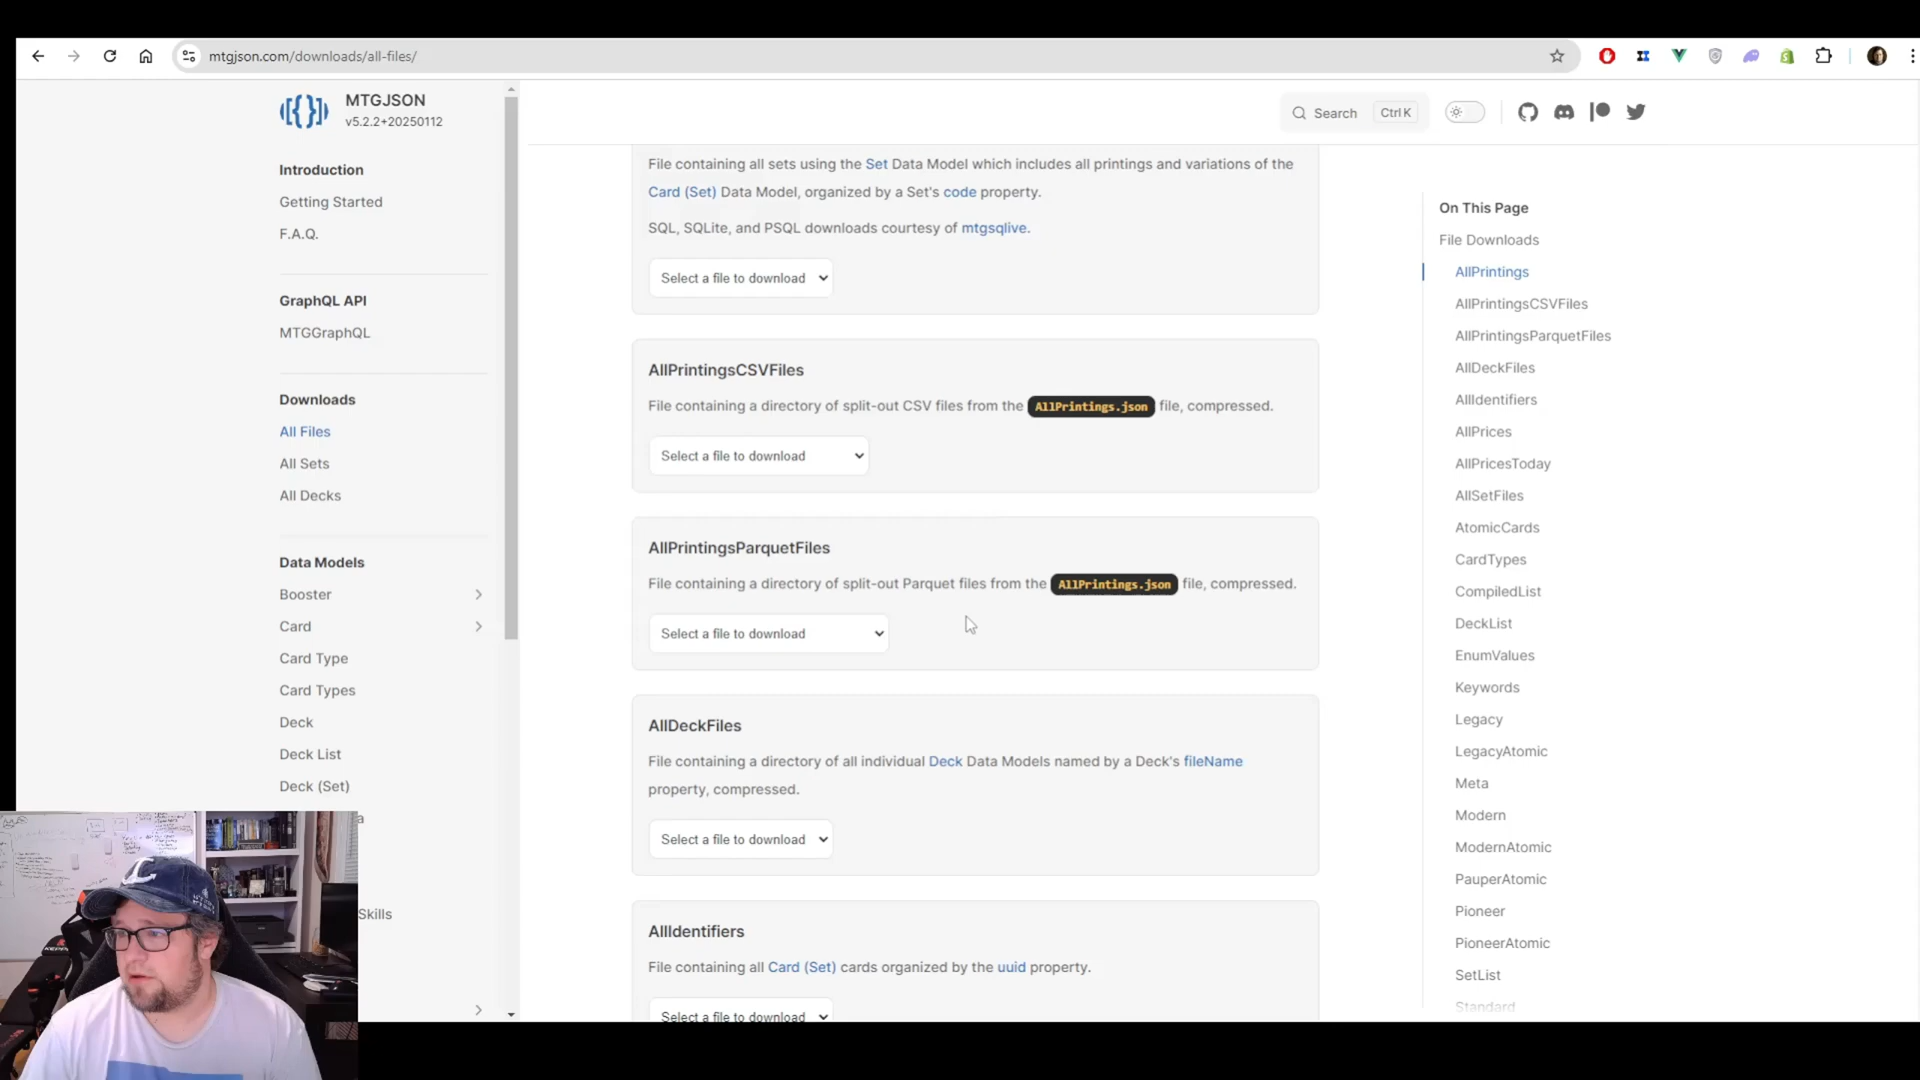 mtgjson.com/downloads/all-files/
MTGJSON
v5.2.2+20250112
Introduction
Getting Started
F.A.Q.
GraphQL API
MTGGraphQL
Downloads
All Files
All Sets
All Decks
Data Models
Booster
Card
Card Type
Card Types
Deck
Deck List
Deck (Set)
a
Skills
Search
Ctrl K
File containing all sets using the Set Data Model which includes all printings and variations of the
Card (Set) Data Model, organized by a Set's code property.
SQL, SQLite, and PSQL downloads courtesy of mtgsqlive.
Select a file to download
AllPrintingsCSVFiles
File containing a directory of split-out CSV files from the AllPrintings.json file, compressed.
Select a file to download
AllPrintingsParquetFiles
File containing a directory of split-out Parquet files from the AllPrintings.json file, compressed.
Select a file to download
AllDeckFiles
File containing a directory of all individual Deck Data Models named by a Deck's fileName
property, compressed.
Select a file to download
AllIdentifiers
File containing all Card (Set) cards organized by the uuid property.
Select a file to download
On This Page
File Downloads
AllPrintings
AllPrintingsCSVFiles
AllPrintingsParquetFiles
AllDeckFiles
AllIdentifiers
AllPrices
AllPricesToday
AllSetFiles
AtomicCards
CardTypes
CompiledList
DeckList
EnumValues
Keywords
Legacy
LegacyAtomic
Meta
Modern
ModernAtomic
PauperAtomic
Pioneer
PioneerAtomic
SetList
Standard